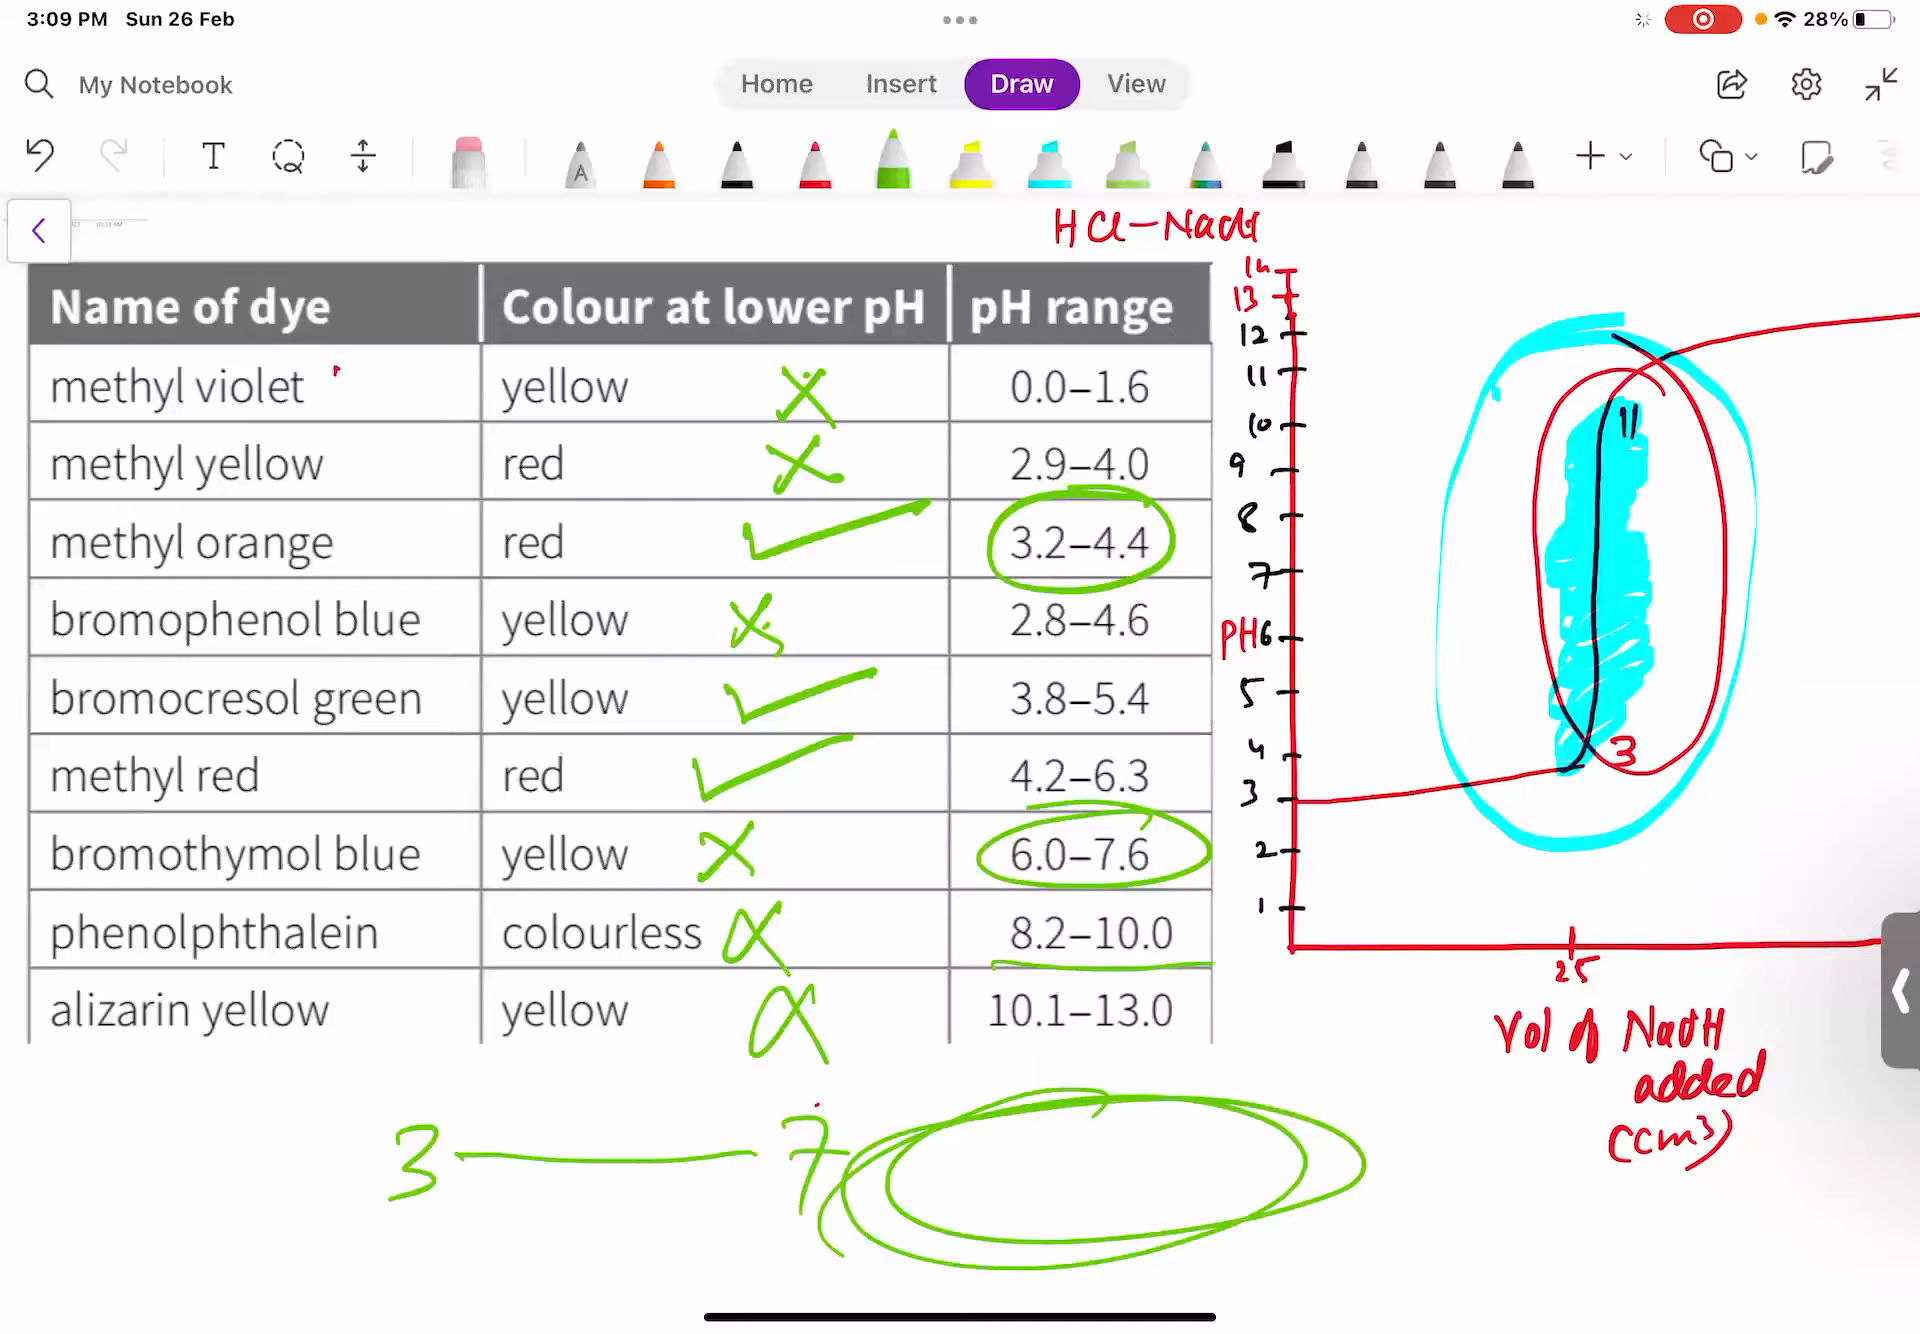 3:09 PM Sun 26 Feb
28%
My Notebook
Home Insert Draw View
T
A
HCl-NaOH
Name of dye Colour at lower pH pH range
methyl violet yellow 0.0–1.6
methyl yellow red 2.9–4.0
methyl orange red 3.2–4.4
bromophenol blue yellow 2.8–4.6
bromocresol green yellow 3.8–5.4
methyl red red 4.2–6.3
bromothymol blue yellow 6.0–7.6
phenolphthalein colourless 8.2–10.0
alizarin yellow yellow 10.1–13.0
3 7
14
13
12
11
10
9
8
7
PH 6
5
4
3
2
1
11
3
25
Vol of NaOH
added
(cm3)